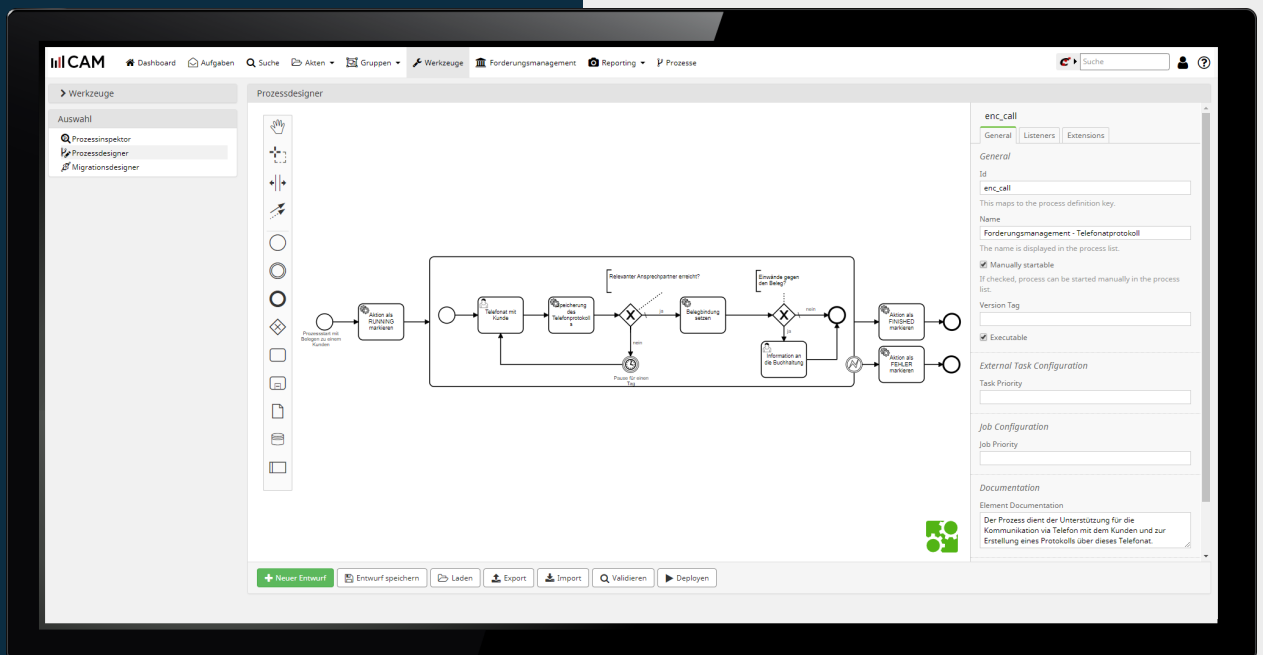 CAM
Dashboard
Aufgaben
Suche
Akten
Gruppen
Werkzeuge
Forderungsmanagement
Reporting
Prozesse
Suche
Werkzeuge
Auswahl
Prozessinspektor
Prozessdesigner
Migrationsdesigner
Prozessdesigner
Prozessstart mit
Belegen zu einem
Kunden
Aktion als
RUNNING
markieren
Telefonat mit
Kunde
Speicherung
des
Telefonprotokoll
s
Relevanter Ansprechpartner erreicht?
ja
nein
Pause für einen
Tag
Belegbindung
setzen
Einwände gegen
den Beleg?
nein
ja
Information an
die Buchhaltung
Aktion als
FINISHED
markieren
Aktion als
FEHLER
markieren
enc_call
General
Listeners
Extensions
General
Id
enc_call
This maps to the process definition key.
Name
Forderungsmanagement - Telefonatprotokoll
The name is displayed in the process list.
Manually startable
If checked, process can be started manually in the process
list.
Version Tag
Executable
External Task Configuration
Task Priority
Job Configuration
Job Priority
Documentation
Element Documentation
Der Prozess dient der Unterstützung für die
Kommunikation via Telefon mit dem Kunden und zur
Erstellung eines Protokolls über dieses Telefonat.
Neuer Entwurf
Entwurf speichern
Laden
Export
Import
Validieren
Deployen